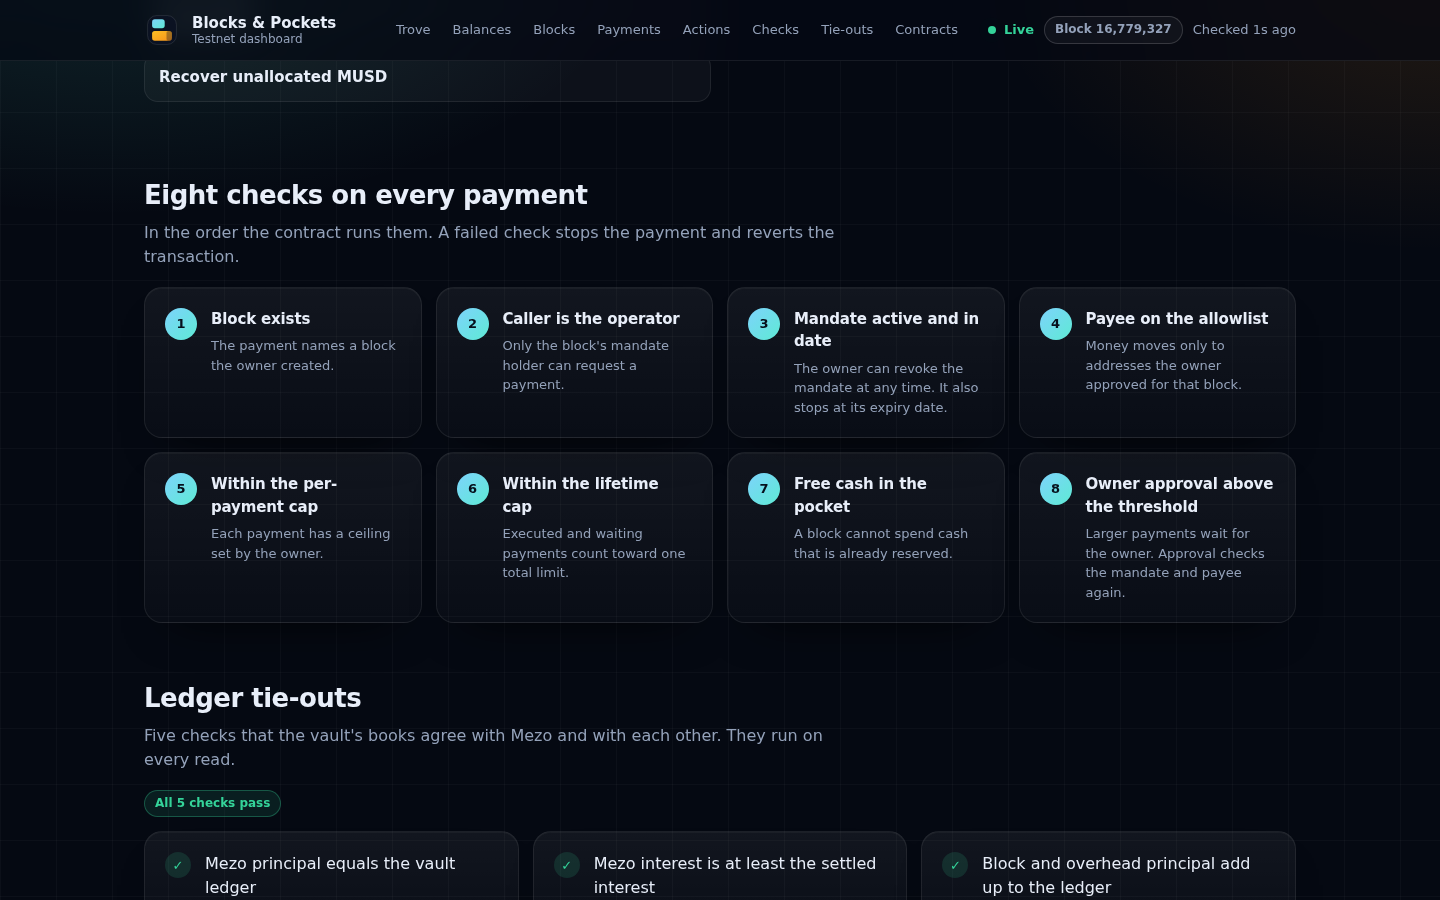 Blocks & Pockets
Testnet dashboard
Trove Balances Blocks Payments Actions Checks Tie-outs Contracts
Live Block 16,779,327 Checked 1s ago
Recover unallocated MUSD
Eight checks on every payment
In the order the contract runs them. A failed check stops the payment and reverts the
transaction.
1 Block exists
The payment names a block
the owner created.
2 Caller is the operator
Only the block's mandate
holder can request a
payment.
3 Mandate active and in
date
The owner can revoke the
mandate at any time. It also
stops at its expiry date.
4 Payee on the allowlist
Money moves only to
addresses the owner
approved for that block.
5 Within the per-
payment cap
Each payment has a ceiling
set by the owner.
6 Within the lifetime
cap
Executed and waiting
payments count toward one
total limit.
7 Free cash in the
pocket
A block cannot spend cash
that is already reserved.
8 Owner approval above
the threshold
Larger payments wait for
the owner. Approval checks
the mandate and payee
again.
Ledger tie-outs
Five checks that the vault's books agree with Mezo and with each other. They run on
every read.
All 5 checks pass
✓ Mezo principal equals the vault
ledger
✓ Mezo interest is at least the settled
interest
✓ Block and overhead principal add
up to the ledger